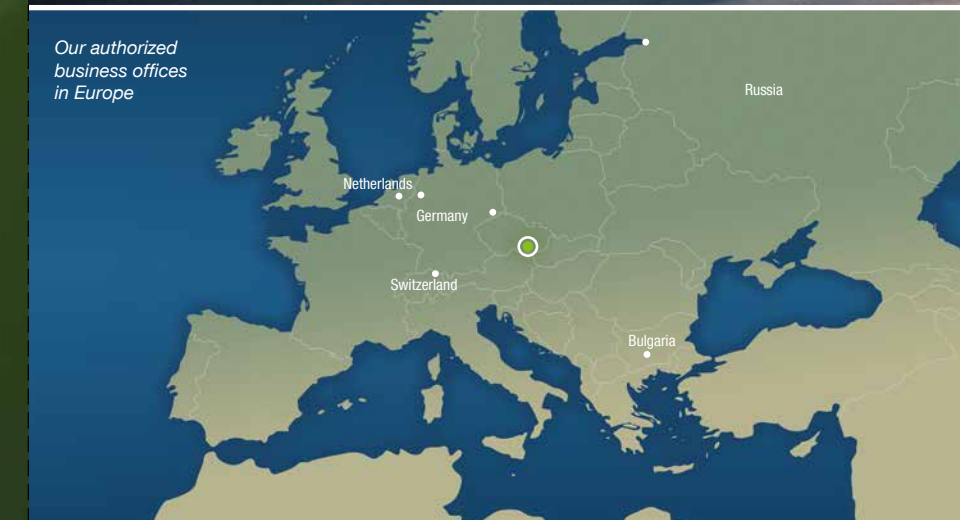 Our authorized
business offices
in Europe
Russia
Netherlands
Germany
Switzerland
Bulgaria